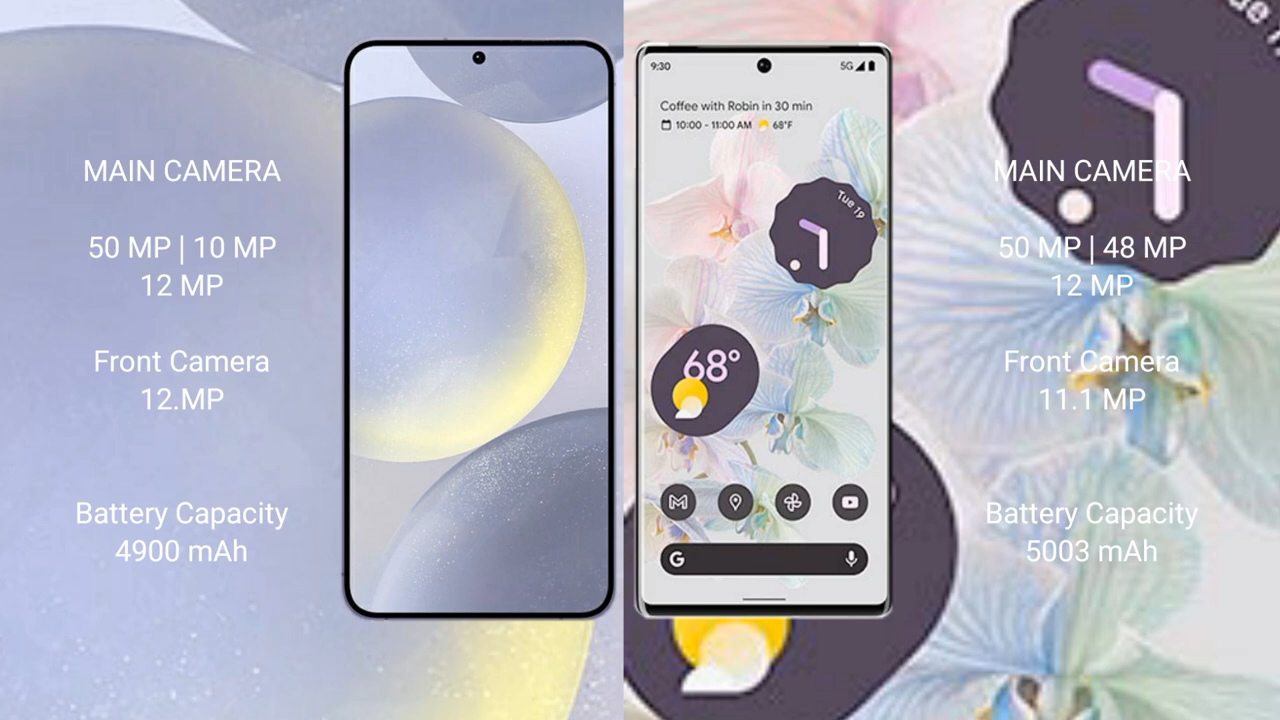 MAIN CAMERA
50 MP | 10 MP
12 MP
Front Camera
12.MP
Battery Capacity
4900 mAh
9:30
5G
Coffee with Robin in 30 min
10:00 - 11:00 AM 68°F
Tue 19
68°
G
MAIN CAMERA
50 MP | 48 MP
12 MP
Front Camera
11.1 MP
Battery Capacity
5003 mAh